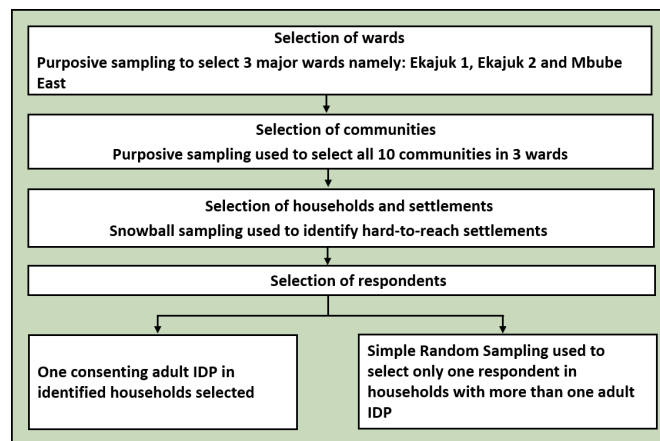 Selection of wards
Purposive sampling to select 3 major wards namely: Ekajuk 1, Ekajuk 2 and Mbube
East
Selection of communities
Purposive sampling used to select all 10 communities in 3 wards
Selection of households and settlements
Snowball sampling used to identify hard-to-reach settlements
Selection of respondents
One consenting adult IDP in
identified households selected
Simple Random Sampling used to
select only one respondent in
households with more than one adult
IDP